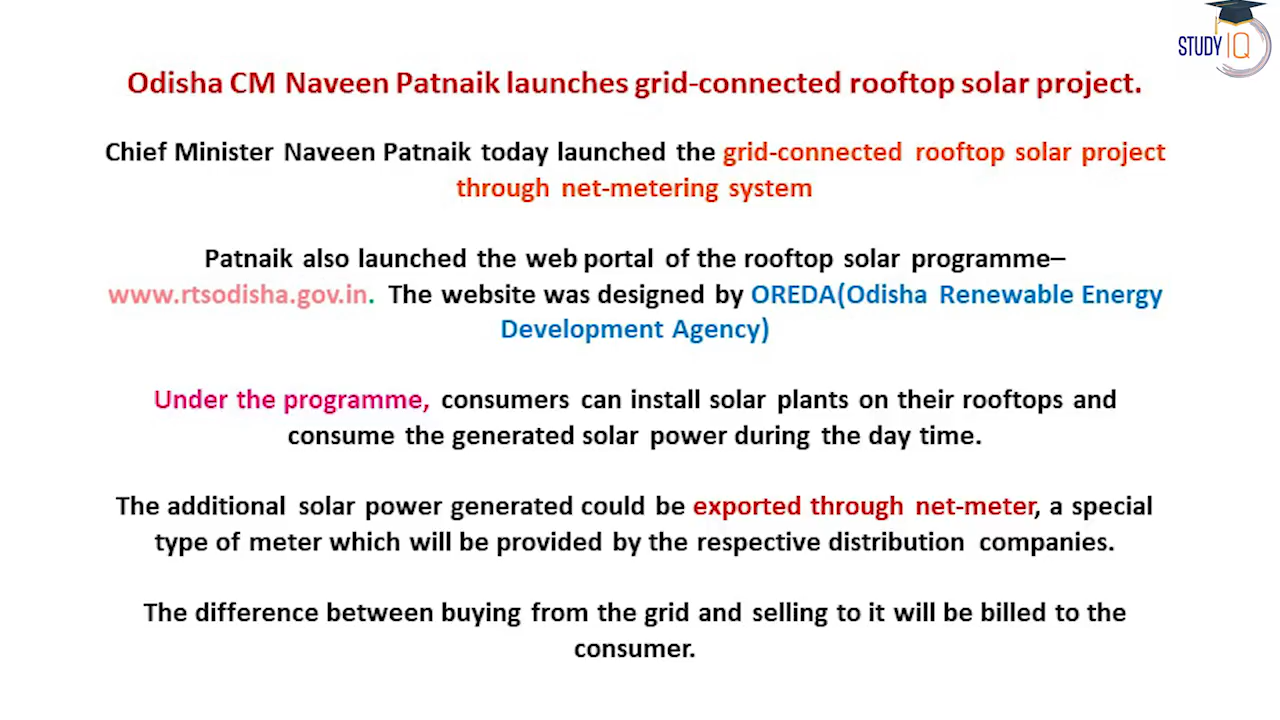 STUDY IQ
Odisha CM Naveen Patnaik launches grid-connected rooftop solar project.
Chief Minister Naveen Patnaik today launched the grid-connected rooftop solar project
through net-metering system
Patnaik also launched the web portal of the rooftop solar programme–
www.rtsodisha.gov.in. The website was designed by OREDA(Odisha Renewable Energy
Development Agency)
Under the programme, consumers can install solar plants on their rooftops and
consume the generated solar power during the day time.
The additional solar power generated could be exported through net-meter, a special
type of meter which will be provided by the respective distribution companies.
The difference between buying from the grid and selling to it will be billed to the
consumer.